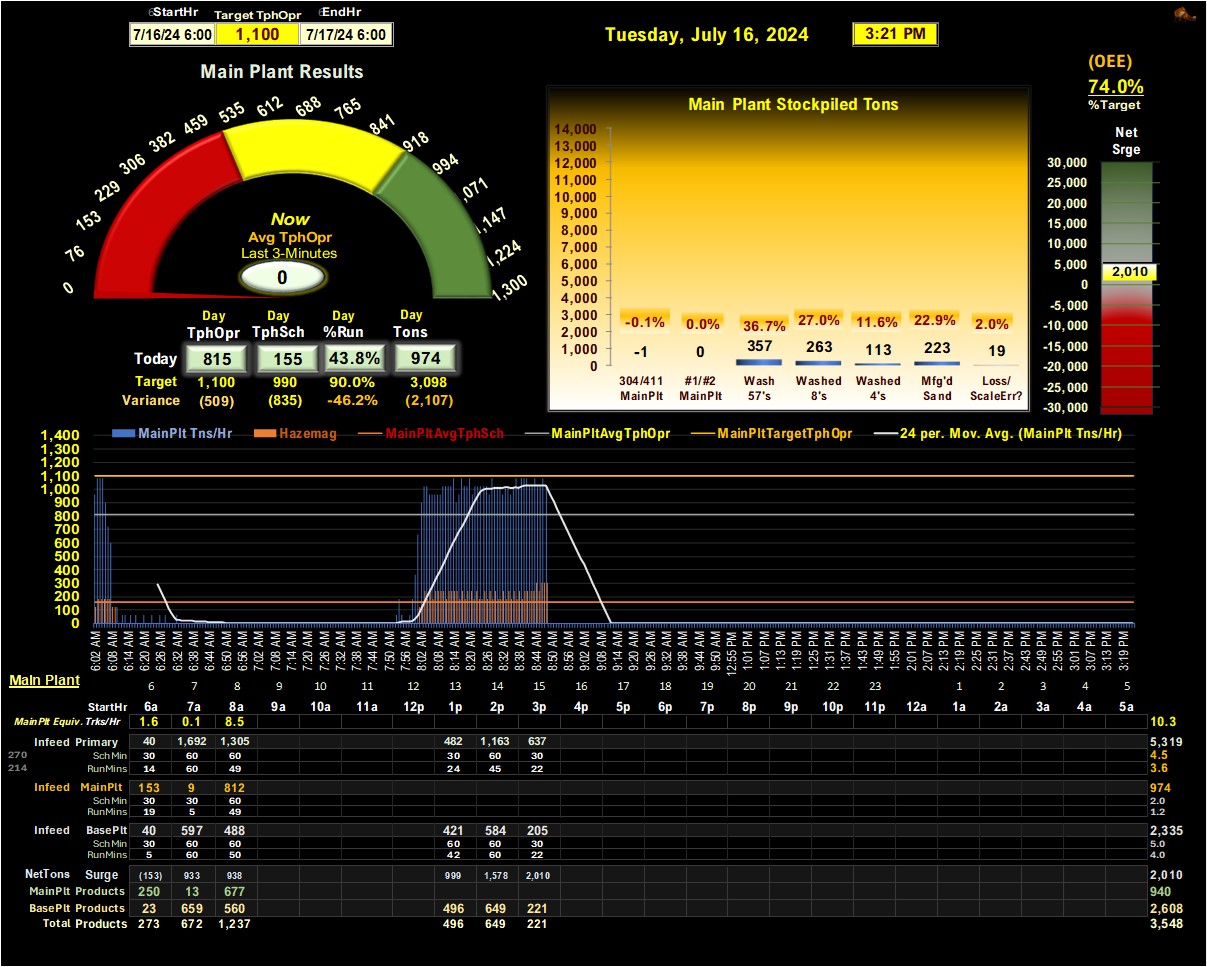 StartHr Target TphOpr EndHr
7/16/24 6:00 1,100 7/17/24 6:00
Tuesday, July 16, 2024 3:21 PM
(OEE)
74.0%
%Target
Main Plant Results
0 76 153 229 306 382 459 535 612 688 765 841 918 994 ,071 ,147 1,224 1,300
Now
Avg TphOpr
Last 3-Minutes
0
Day Day Day Day
TphOpr TphSch %Run Tons
Today 815 155 43.8% 974
Target 1,100 990 90.0% 3,098
Variance (509) (835) -46.2% (2,107)
Main Plant Stockpiled Tons
14,000
13,000
12,000
11,000
10,000
9,000
8,000
7,000
6,000
5,000
4,000
3,000
2,000
1,000
0
-0.1% 0.0% 36.7% 27.0% 11.6% 22.9% 2.0%
-1 0 357 263 113 223 19
304/411 #1/#2 Wash Washed Washed Mfg'd Loss/
MainPlt MainPlt 57's 8's 4's Sand ScaleErr?
Net
Srge
30,000
25,000
20,000
15,000
10,000
5,000
2,010
0
-5,000
-10,000
-15,000
-20,000
-25,000
-30,000
MainPlt Tns/Hr Hazemag MainPltAvgTphSch MainPltAvgTphOpr MainPltTargetTphOpr 24 per. Mov. Avg. (MainPlt Tns/Hr)
1,400
1,300
1,200
1,100
1,000
900
800
700
600
500
400
300
200
100
0
6:02 AM 6:08 AM 6:14 AM 6:20 AM 6:26 AM 6:32 AM 6:38 AM 6:44 AM 6:50 AM 7:02 AM 7:08 AM 7:14 AM 7:20 AM 7:26 AM 7:32 AM 7:38 AM 7:44 AM 7:50 AM 7:56 AM 8:02 AM 8:08 AM 8:14 AM 8:20 AM 8:26 AM 8:32 AM 8:38 AM 8:44 AM 8:50 AM 8:56 AM 9:02 AM 9:08 AM 9:14 AM 9:20 AM 9:26 AM 9:32 AM 9:38 AM 9:44 AM 9:50 AM 12:55 PM 1:01 PM 1:07 PM 1:13 PM 1:19 PM 1:25 PM 1:31 PM 1:37 PM 1:43 PM 1:49 PM 1:55 PM 2:01 PM 2:07 PM 2:13 PM 2:19 PM 2:25 PM 2:31 PM 2:37 PM 2:43 PM 2:49 PM 2:55 PM 3:01 PM 3:07 PM 3:13 PM 3:19 PM
Main Plant 6 7 8 9 10 11 12 13 14 15 16 17 18 19 20 21 22 23 1 2 3 4 5
StartHr 6a 7a 8a 9a 10a 11a 12p 1p 2p 3p 4p 5p 6p 7p 8p 9p 10p 11p 12a 1a 2a 3a 4a 5a
MainPlt Equiv. Trks/Hr 1.6 0.1 8.5 10.3
Infeed Primary 40 1,692 1,305 482 1,163 637 5,319
270 SchMin 30 60 60 30 60 30 4.5
214 RunMins 14 60 49 24 45 22 3.6
Infeed MainPlt 153 9 812 974
SchMin 30 30 60 2.0
RunMins 19 5 49 1.2
Infeed BasePlt 40 597 488 421 584 205 2,335
SchMin 30 60 60 60 60 30 5.0
RunMins 5 60 50 42 60 22 4.0
NetTons Surge (153) 933 938 999 1,578 2,010 2,010
MainPlt Products 250 13 677 940
BasePlt Products 23 659 560 496 649 221 2,608
Total Products 273 672 1,237 496 649 221 3,548